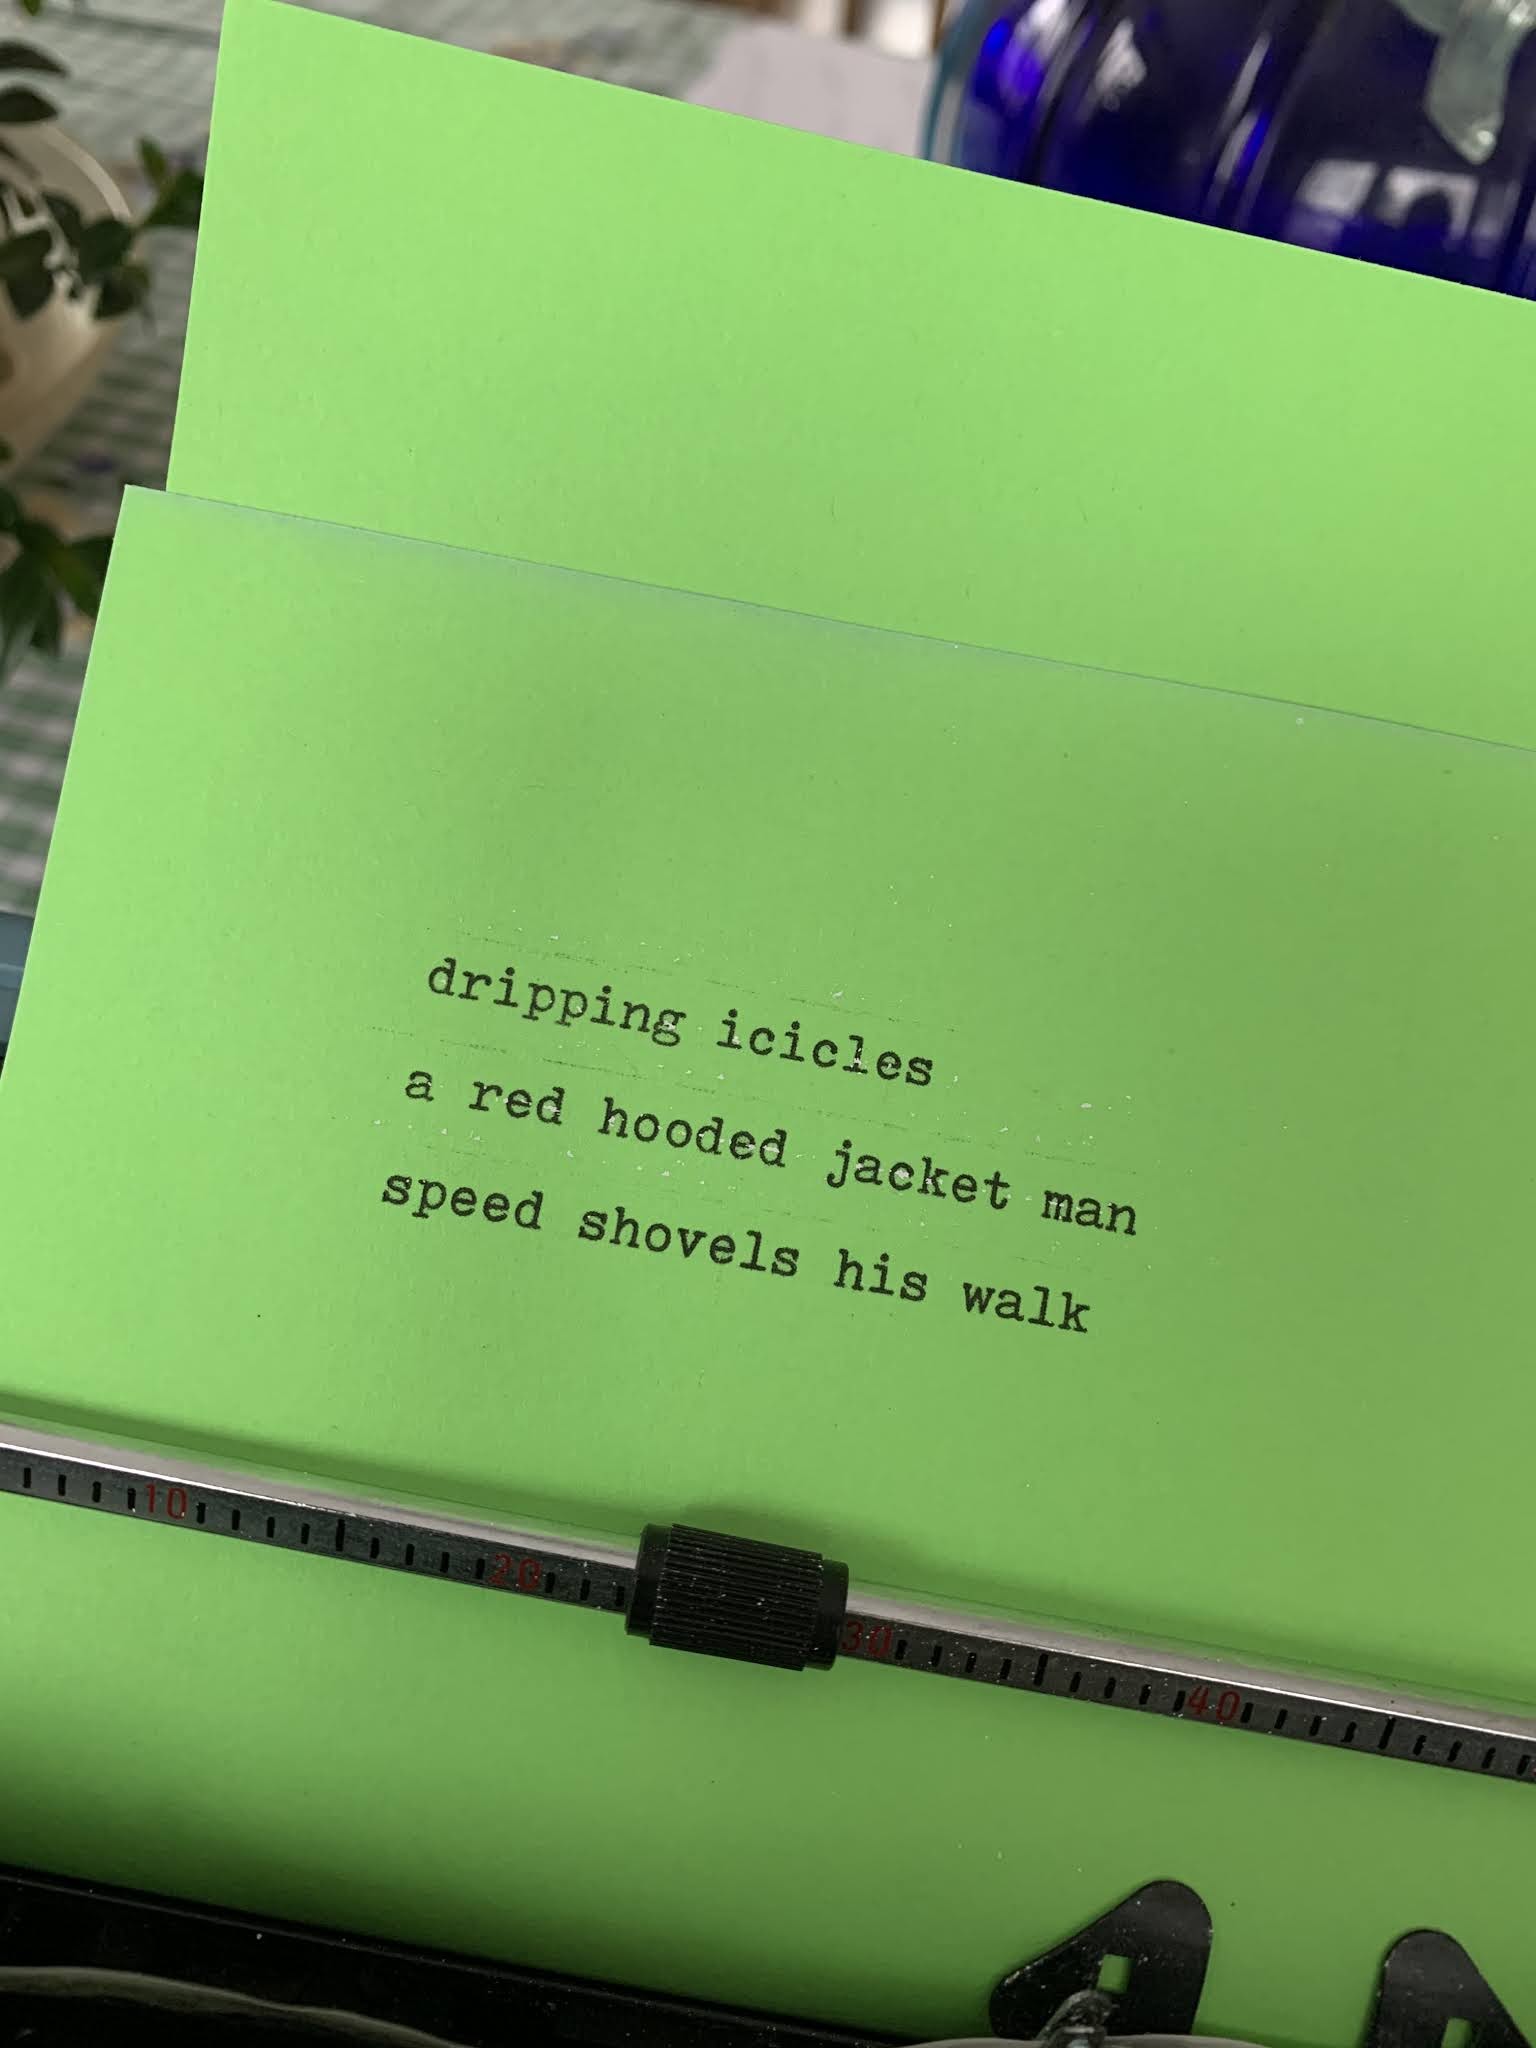 dripping icicles
a red hooded jacket man
speed shovels his walk
10 20 30 40